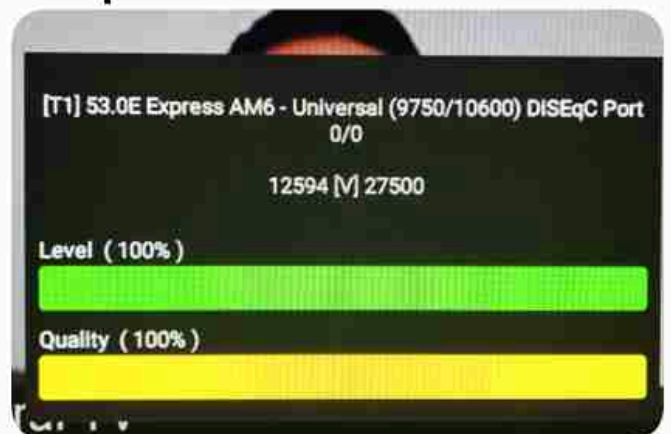 [T1] 53.0E Express AM6 - Universal (9750/10600) DISEqC Port
0/0
12594 [V] 27500
Level ( 100% )
Quality ( 100% )